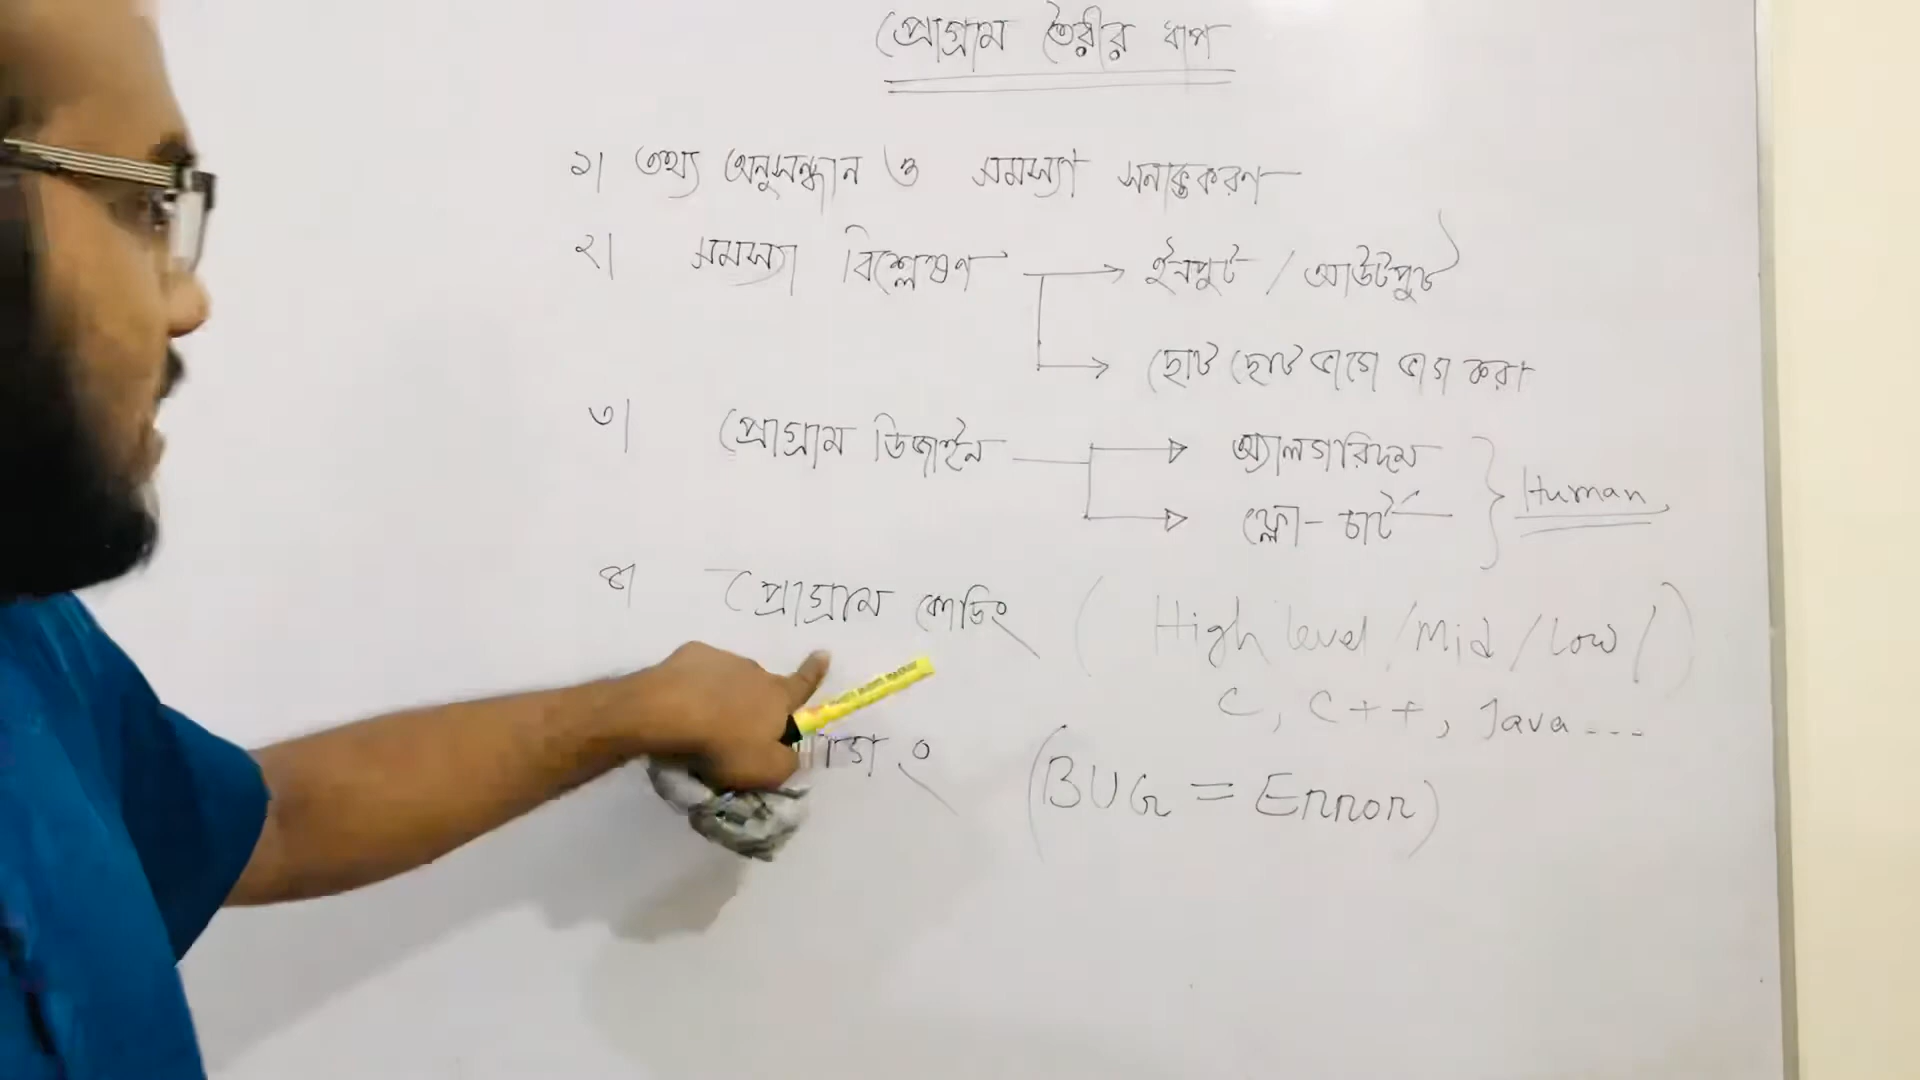 প্রোগ্রাম তৈরীর ধাপ
১। তথ্য অনুসন্ধান ও সমস্যা সনাক্তকরণ
২। সমস্যা বিশ্লেষণ → ইনপুট / আউটপুট
→ ছোট ছোট ভাগে ভাগ করা
৩। প্রোগ্রাম ডিজাইন → অ্যালগরিদম
→ ফ্লো-চার্ট } Human
৪। প্রোগ্রাম কোডিং ( High level / Mid / Low / )
C, C++, Java ---
(BUG = Error)